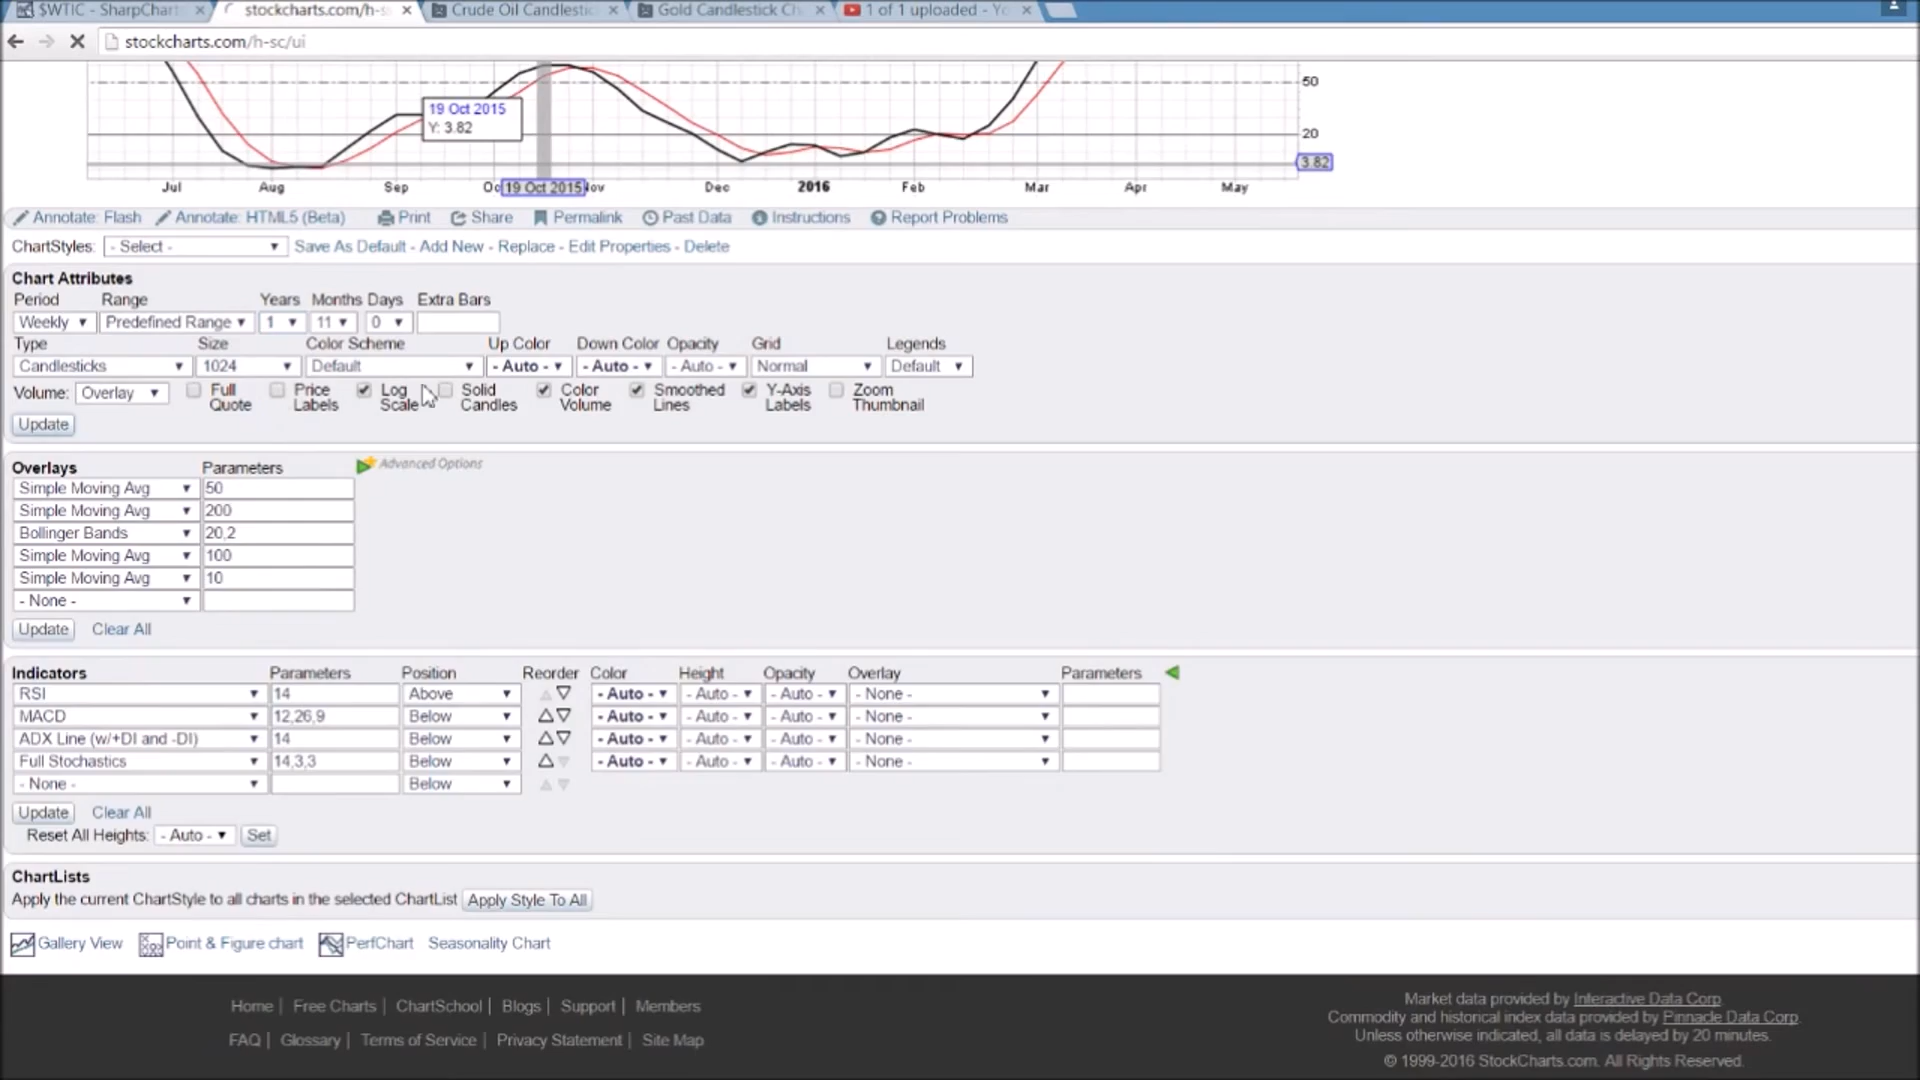 $WTIC - SharpChart
stockcharts.com/h-s
Crude Oil Candlestic
Gold Candlestick Ch
1 of 1 uploaded - Yo
stockcharts.com/h-sc/ui
50
19 Oct 2015
Y: 3.82
20
3.82
Jul Aug Sep Oc 19 Oct 2015 Nov Dec 2016 Feb Mar Apr May
Annotate: Flash Annotate: HTML5 (Beta) Print Share Permalink Past Data Instructions Report Problems
ChartStyles: - Select - Save As Default - Add New - Replace - Edit Properties - Delete
Chart Attributes
Period Range Years Months Days Extra Bars
Weekly Predefined Range 1 11 0
Type Size Color Scheme Up Color Down Color Opacity Grid Legends
Candlesticks 1024 Default - Auto - - Auto - - Auto - Normal Default
Volume: Overlay Full Quote Price Labels Log Scale Solid Candles Color Volume Smoothed Lines Y-Axis Labels Zoom Thumbnail
Update
Overlays Parameters Advanced Options
Simple Moving Avg 50
Simple Moving Avg 200
Bollinger Bands 20,2
Simple Moving Avg 100
Simple Moving Avg 10
- None -
Update Clear All
Indicators Parameters Position Reorder Color Height Opacity Overlay Parameters
RSI 14 Above - Auto - - Auto - - Auto - - None -
MACD 12,26,9 Below - Auto - - Auto - - Auto - - None -
ADX Line (w/+DI and -DI) 14 Below - Auto - - Auto - - Auto - - None -
Full Stochastics 14,3,3 Below - Auto - - Auto - - Auto - - None -
- None - Below
Update Clear All
Reset All Heights: - Auto - Set
ChartLists
Apply the current ChartStyle to all charts in the selected ChartList Apply Style To All
Gallery View Point & Figure chart PerfChart Seasonality Chart
Home | Free Charts | ChartSchool | Blogs | Support | Members
FAQ | Glossary | Terms of Service | Privacy Statement | Site Map
Market data provided by Interactive Data Corp.
Commodity and historical index data provided by Pinnacle Data Corp.
Unless otherwise indicated, all data is delayed by 20 minutes.
© 1999-2016 StockCharts.com. All Rights Reserved.